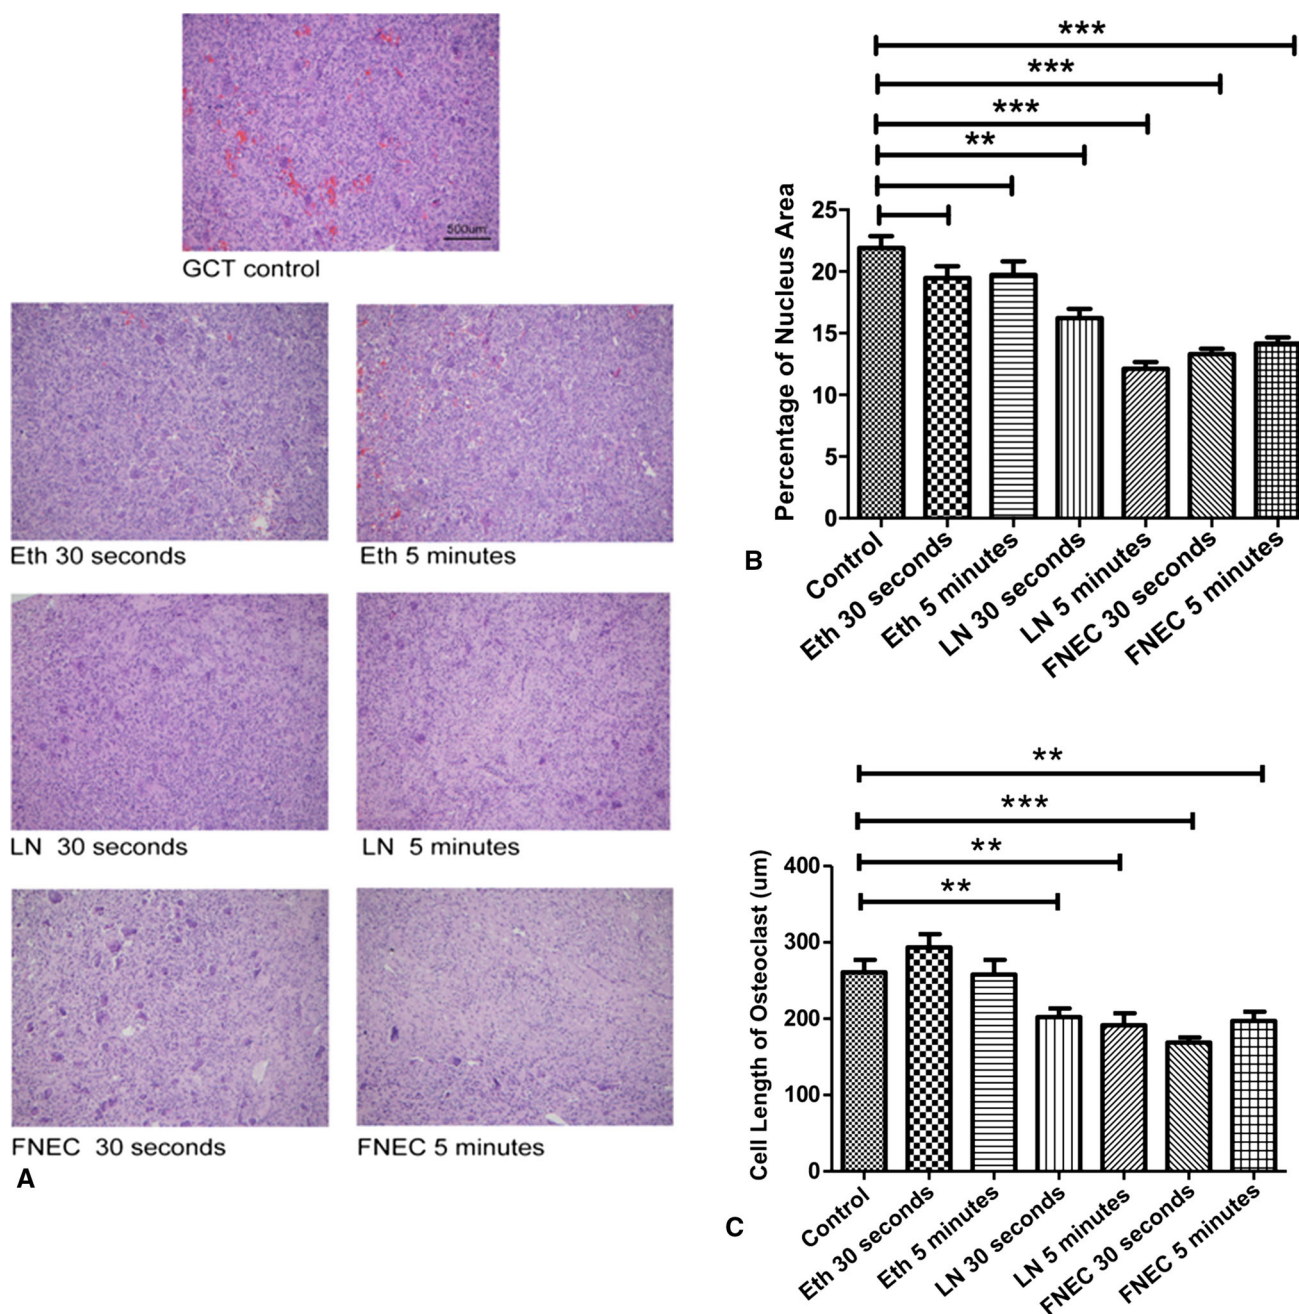 500um
GCT control
Eth 30 seconds
Eth 5 minutes
LN 30 seconds
LN 5 minutes
FNEC 30 seconds
FNEC 5 minutes
A
***
***
***
**
Percentage of Nucleus Area
25
20
15
10
5
0
Control
Eth 30 seconds
Eth 5 minutes
LN 30 seconds
LN 5 minutes
FNEC 30 seconds
FNEC 5 minutes
B
**
***
**
**
Cell Length of Osteoclast (um)
400
300
200
100
0
Control
Eth 30 seconds
Eth 5 minutes
LN 30 seconds
LN 5 minutes
FNEC 30 seconds
FNEC 5 minutes
C